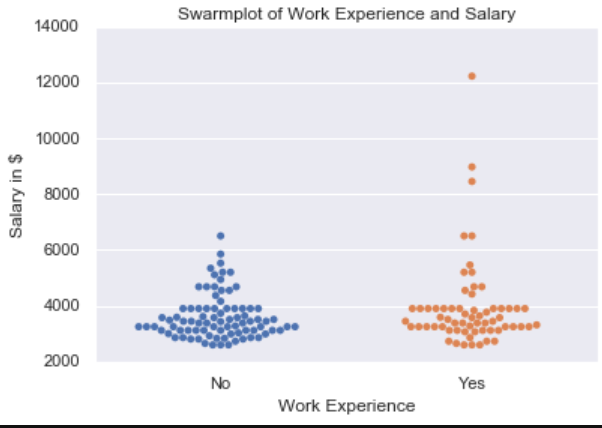 Swarmplot of Work Experience and Salary
14000
12000
10000
8000
6000
4000
2000
Salary in $
No Yes
Work Experience